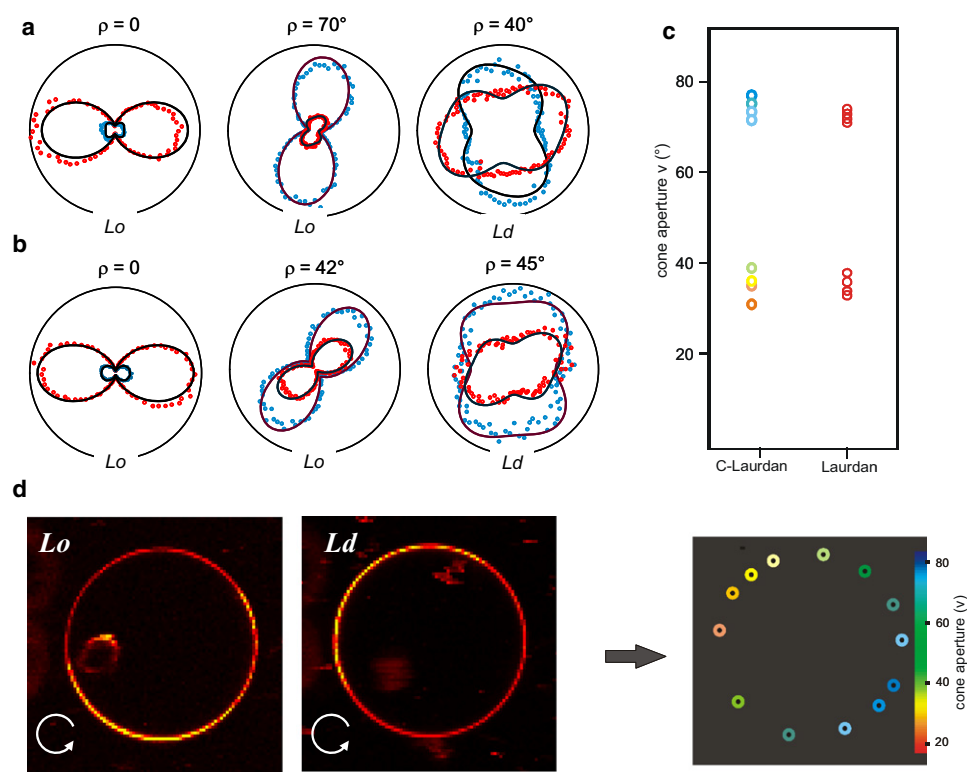 a
ρ = 0
ρ = 70°
ρ = 40°
Lo
Lo
Ld
b
ρ = 0
ρ = 42°
ρ = 45°
Lo
Lo
Ld
c
80
60
40
20
cone aperture ν (°)
C-Laurdan
Laurdan
d
Lo
Ld
80
60
40
20
cone aperture (ν)